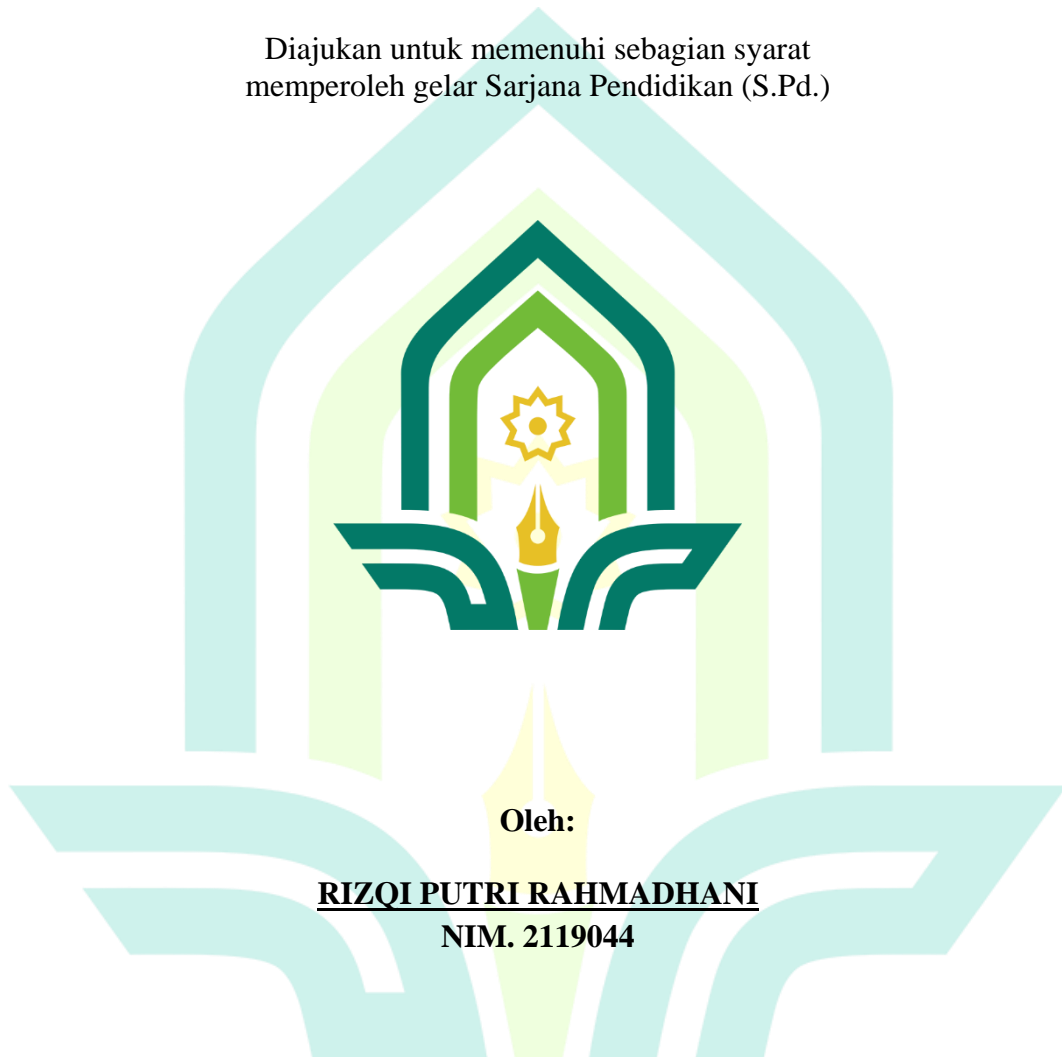 Diajukan untuk memenuhi sebagian syarat
memperoleh gelar Sarjana Pendidikan (S.Pd.)
Oleh:
RIZQI PUTRI RAHMADHANI
NIM. 2119044